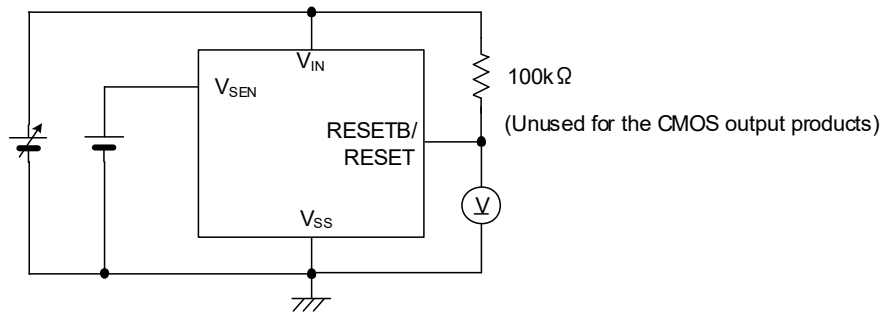 V_IN
100kΩ
V_SEN
(Unused for the CMOS output products)
RESETB/
RESET
V
V_SS